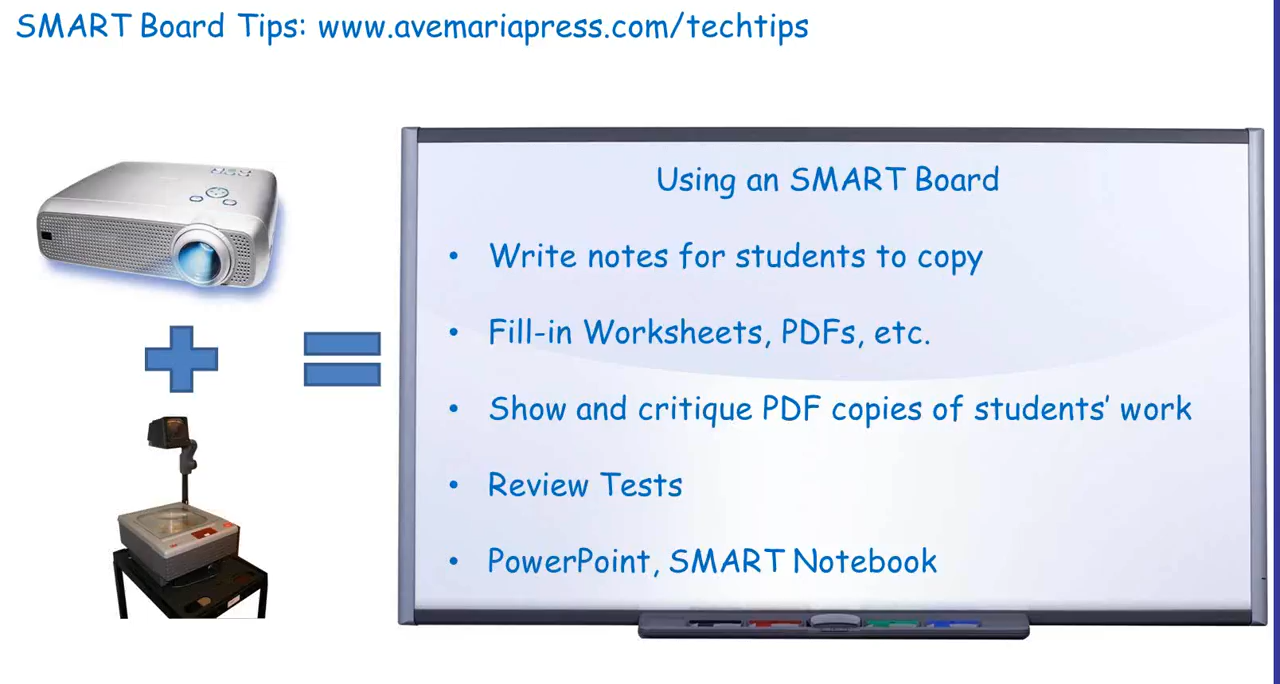 SMART Board Tips: www.avemariapress.com/techtips
Using an SMART Board
• Write notes for students to copy
• Fill-in Worksheets, PDFs, etc.
• Show and critique PDF copies of students’ work
• Review Tests
• PowerPoint, SMART Notebook